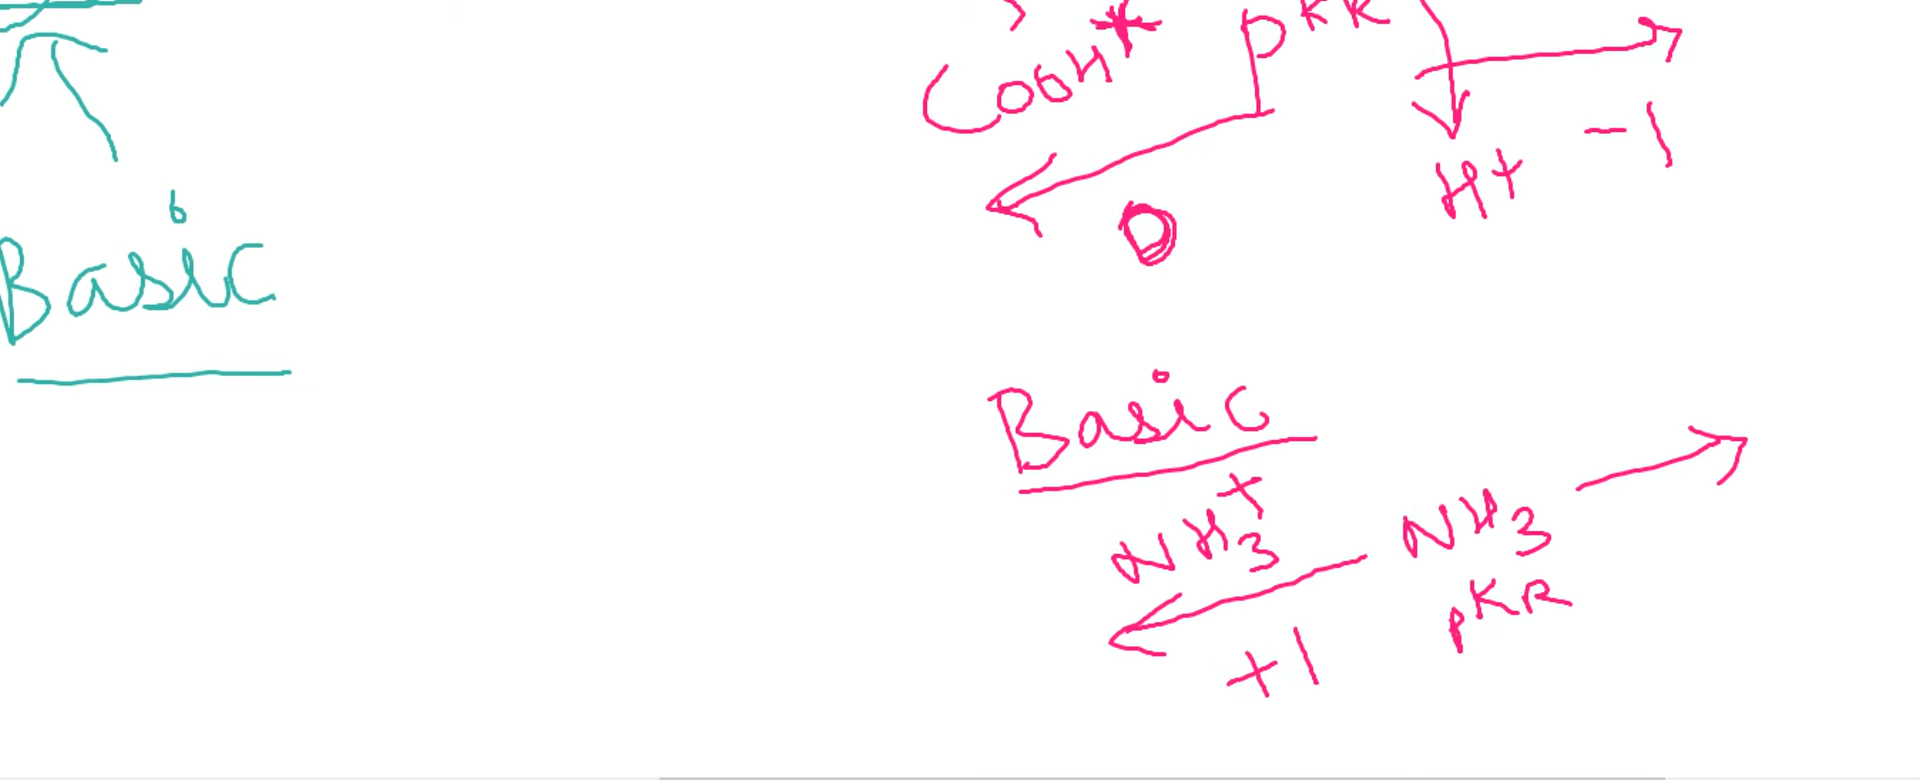 COOH*
pKR
H+
-1
0
Basic
Basic
NH3+
NH3
pKR
+1